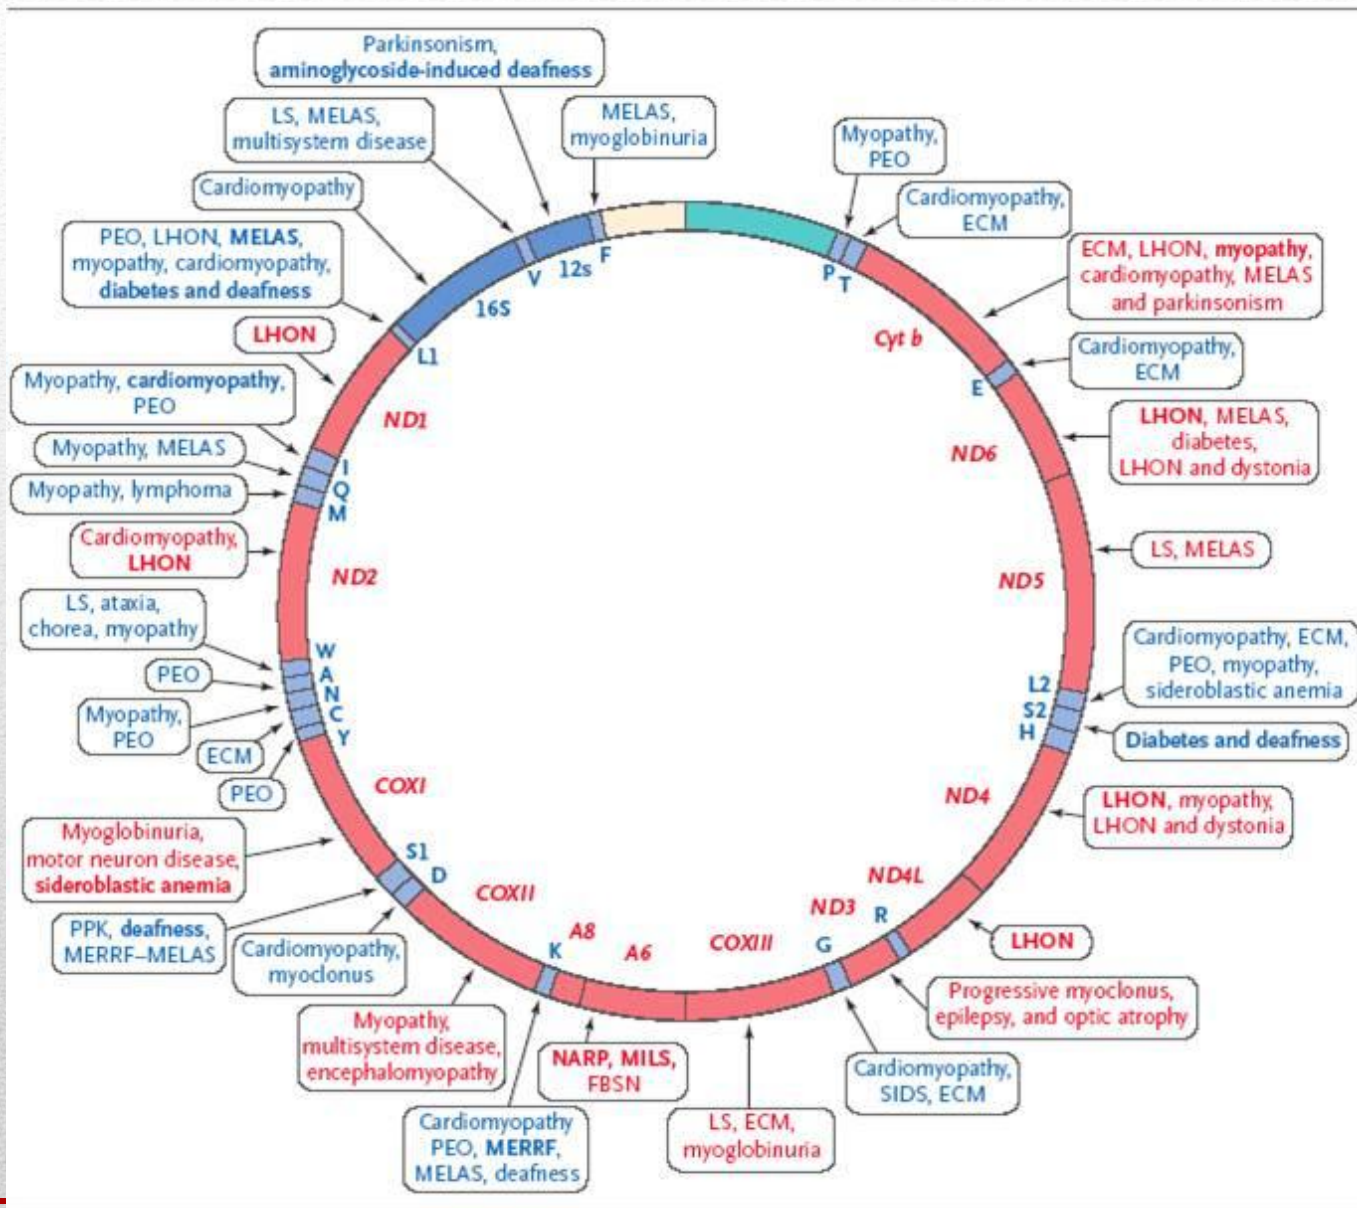 Parkinsonism,
aminoglycoside-induced deafness
LS, MELAS,
multisystem disease
MELAS,
myoglobinuria
Myopathy,
PEO
Cardiomyopathy
Cardiomyopathy,
ECM
PEO, LHON, MELAS,
myopathy, cardiomyopathy,
diabetes and deafness
ECM, LHON, myopathy,
cardiomyopathy, MELAS
and parkinsonism
V
12s
F
P
T
16S
L1
Cyt b
LHON
Cardiomyopathy,
ECM
E
Myopathy, cardiomyopathy,
PEO
ND1
LHON, MELAS,
diabetes,
LHON and dystonia
ND6
Myopathy, MELAS
I
Q
M
Myopathy, lymphoma
Cardiomyopathy,
LHON
ND2
ND5
LS, MELAS
LS, ataxia,
chorea, myopathy
W
A
N
C
Y
PEO
Myopathy,
PEO
ECM
PEO
L2
S2
H
Cardiomyopathy, ECM,
PEO, myopathy,
sideroblastic anemia
Diabetes and deafness
COXI
ND4
LHON, myopathy,
LHON and dystonia
Myoglobinuria,
motor neuron disease,
sideroblastic anemia
S1
D
COXII
ND4L
ND3
R
PPK, deafness,
MERRF–MELAS
Cardiomyopathy,
myoclonus
K
A8
A6
COXIII
G
LHON
Myopathy,
multisystem disease,
encephalomyopathy
NARP, MILS,
FBSN
Progressive myoclonus,
epilepsy, and optic atrophy
Cardiomyopathy,
SIDS, ECM
Cardiomyopathy
PEO, MERRF,
MELAS, deafness
LS, ECM,
myoglobinuria